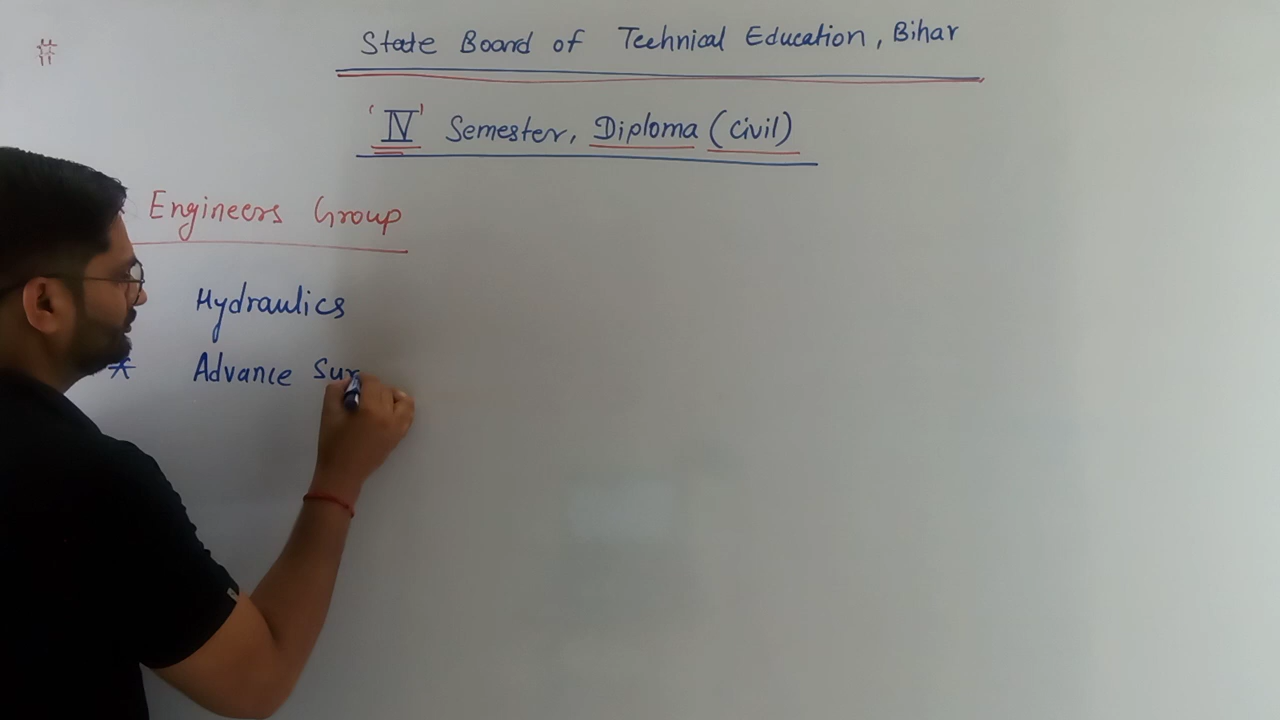 # State Board of Technical Education, Bihar
'IV' Semester, Diploma (Civil)
Engineers Group
Hydraulics
* Advance Sur